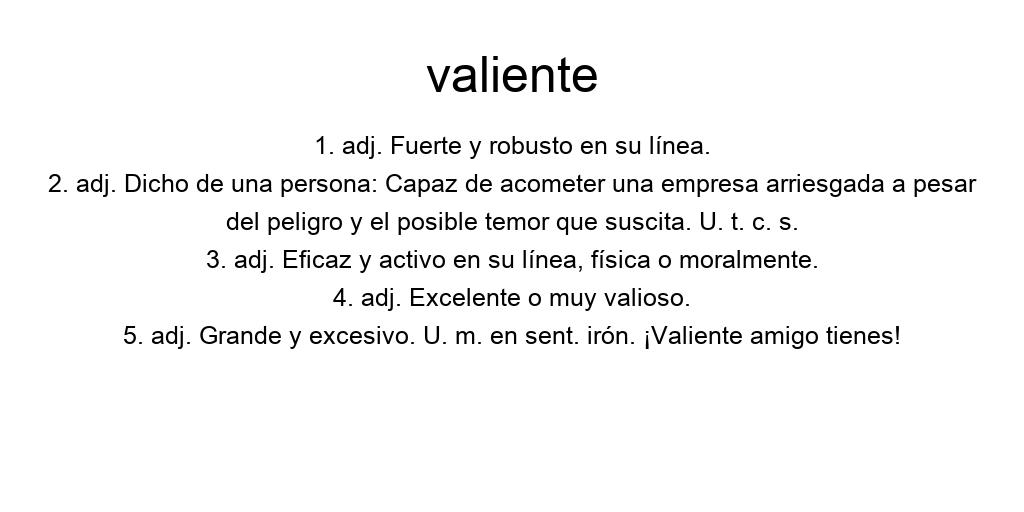 valiente
1. adj. Fuerte y robusto en su línea.
2. adj. Dicho de una persona: Capaz de acometer una empresa arriesgada a pesar
del peligro y el posible temor que suscita. U. t. c. s.
3. adj. Eficaz y activo en su línea, física o moralmente.
4. adj. Excelente o muy valioso.
5. adj. Grande y excesivo. U. m. en sent. irón. ¡Valiente amigo tienes!